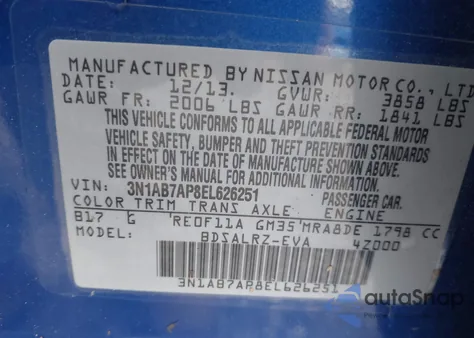 MANUFACTURED BY NISSAN MOTOR CO., LTD
DATE: 12/13. GVWR: 3858 LBS
GAWR FR: 2006 LBS GAWR RR: 1841 LBS
THIS VEHICLE CONFORMS TO ALL APPLICABLE FEDERAL MOTOR
VEHICLE SAFETY, BUMPER AND THEFT PREVENTION STANDARDS
IN EFFECT ON THE DATE OF MANUFACTURE SHOWN ABOVE.
SEE OWNER'S MANUAL FOR ADDITIONAL INFORMATION.
VIN: 3N1AB7AP8EL626251 PASSENGER CAR.
COLOR TRIM TRANS AXLE ENGINE
B17 G RE0F11A GM35 MRA8DE 1798 CC
MODEL: BDSALRZ-EVA 4Z000
3N1AB7AP8EL626251
autoSnap